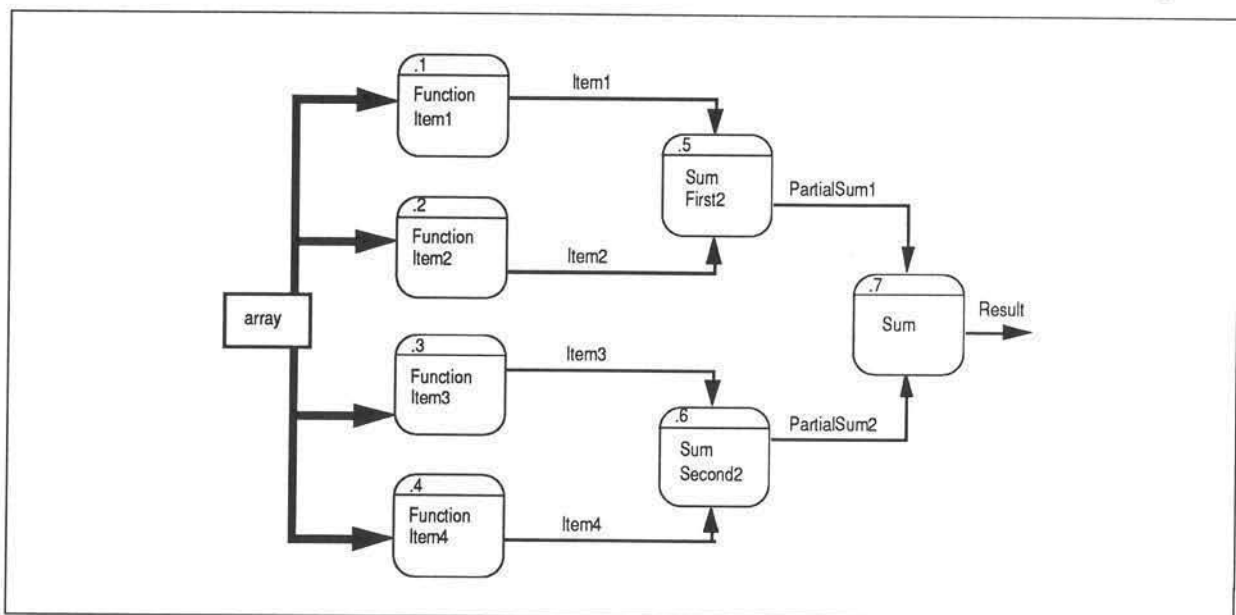 .1
Function
Item1
Item1
.5
Sum
First2
PartialSum1
.2
Function
Item2
Item2
array
.7
Sum
Result
.3
Function
Item3
Item3
.6
Sum
Second2
PartialSum2
.4
Function
Item4
Item4